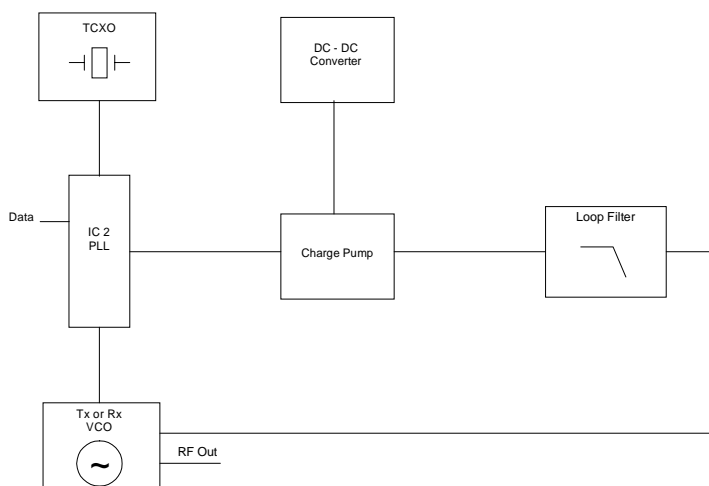 TCXO
DC - DC
Converter
Data
IC 2
PLL
Charge Pump
Loop Filter
Tx or Rx
VCO
~
RF Out